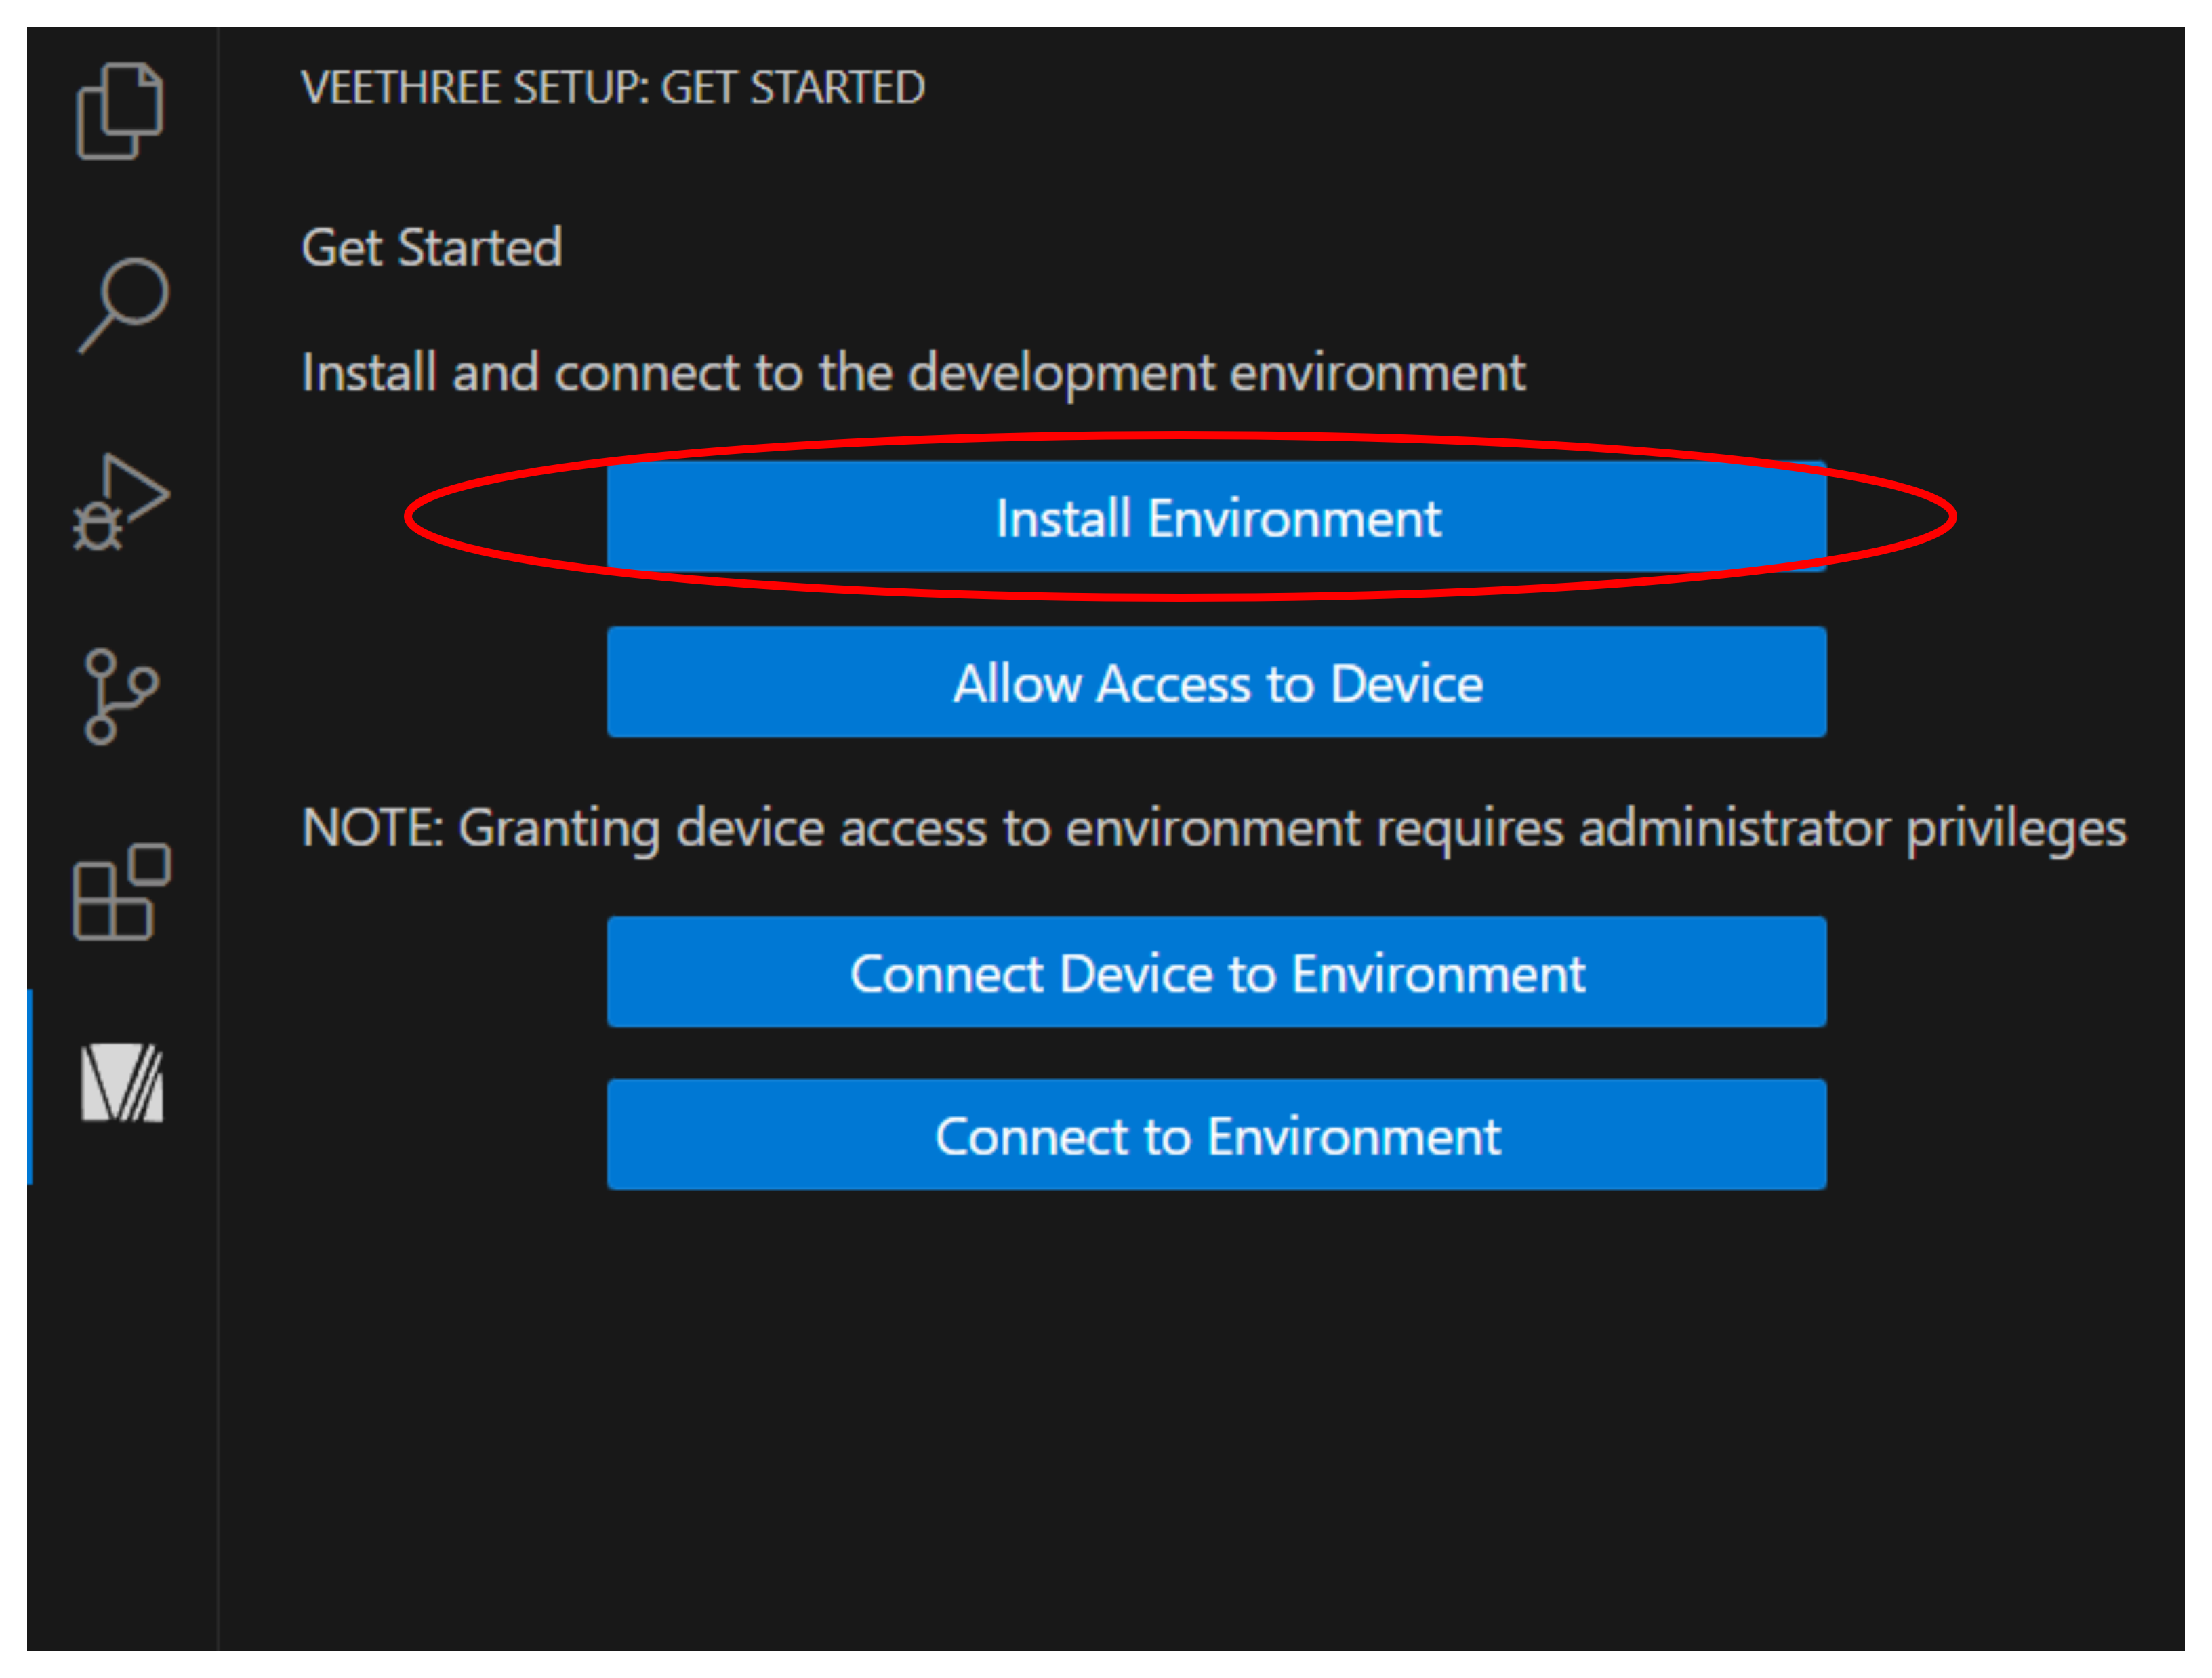 VEETHREE SETUP: GET STARTED
Get Started
Install and connect to the development environment
Install Environment
Allow Access to Device
NOTE: Granting device access to environment requires administrator privileges
Connect Device to Environment
Connect to Environment